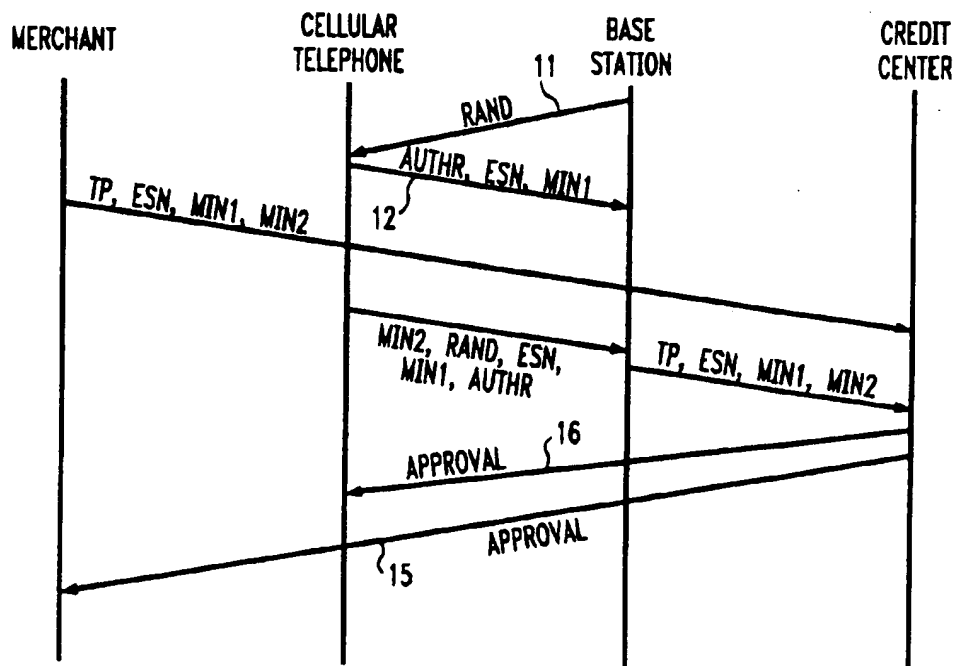 MERCHANT
CELLULAR
TELEPHONE
BASE
STATION
CREDIT
CENTER
11
RAND
AUTHR, ESN, MIN1
12
TP, ESN, MIN1, MIN2
MIN2, RAND, ESN,
MIN1, AUTHR
TP, ESN, MIN1, MIN2
16
APPROVAL
APPROVAL
15